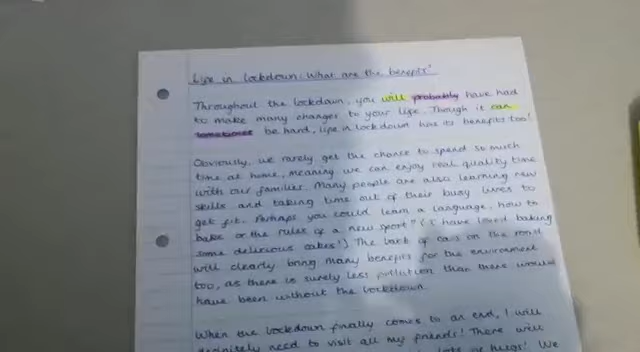 Life in lockdown: What are the benefits?
Throughout the lockdown, you will probably have had
to make many changes to your life. Though it can
sometimes be hard, life in lockdown has its benefits too!
Obviously, we rarely get the chance to spend so much
time at home, meaning we can enjoy real quality time
with our families. Many people are also learning new
skills and taking time out of their busy lives to
get fit. Perhaps you could learn a language, how to
bake or the rules of a new sport? (I have loved baking
some delicious cakes!) The lack of cars on the road
will clearly bring many benefits for the environment
too, as there is surely less pollution than there would
have been without the lockdown.
When the lockdown finally comes to an end, I will
definitely need to visit all my friends! There will
lots of hugs! We